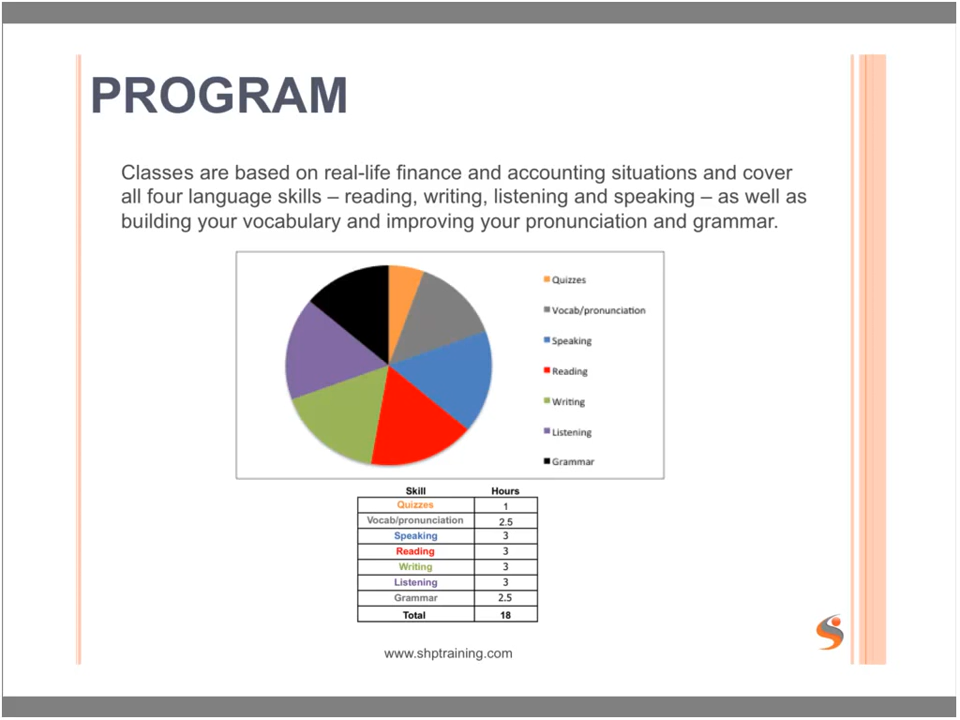 PROGRAM
Classes are based on real-life finance and accounting situations and cover
all four language skills – reading, writing, listening and speaking – as well as
building your vocabulary and improving your pronunciation and grammar.
Quizzes
Vocab/pronunciation
Speaking
Reading
Writing
Listening
Grammar
Skill Hours
Quizzes 1
Vocab/pronunciation 2.5
Speaking 3
Reading 3
Writing 3
Listening 3
Grammar 2.5
Total 18
www.shptraining.com